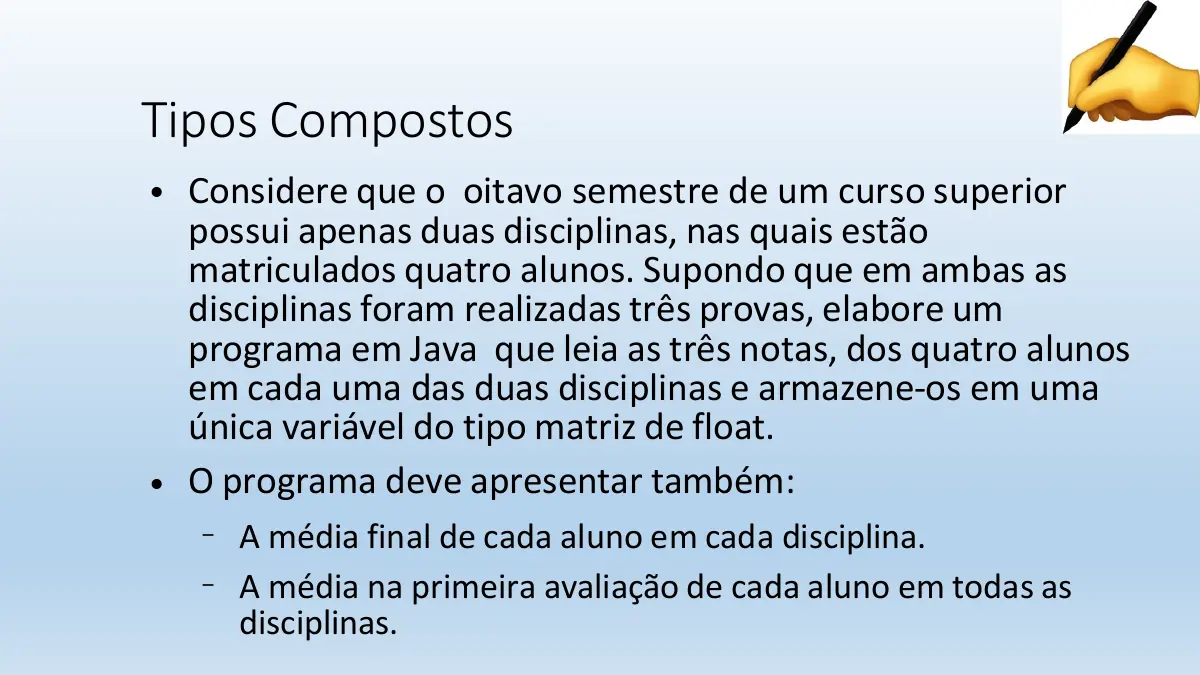 Tipos Compostos
• Considere que o oitavo semestre de um curso superior
possui apenas duas disciplinas, nas quais estão
matriculados quatro alunos. Supondo que em ambas as
disciplinas foram realizadas três provas, elabore um
programa em Java que leia as três notas, dos quatro alunos
em cada uma das duas disciplinas e armazene-os em uma
única variável do tipo matriz de float.
• O programa deve apresentar também:
– A média final de cada aluno em cada disciplina.
– A média na primeira avaliação de cada aluno em todas as
disciplinas.